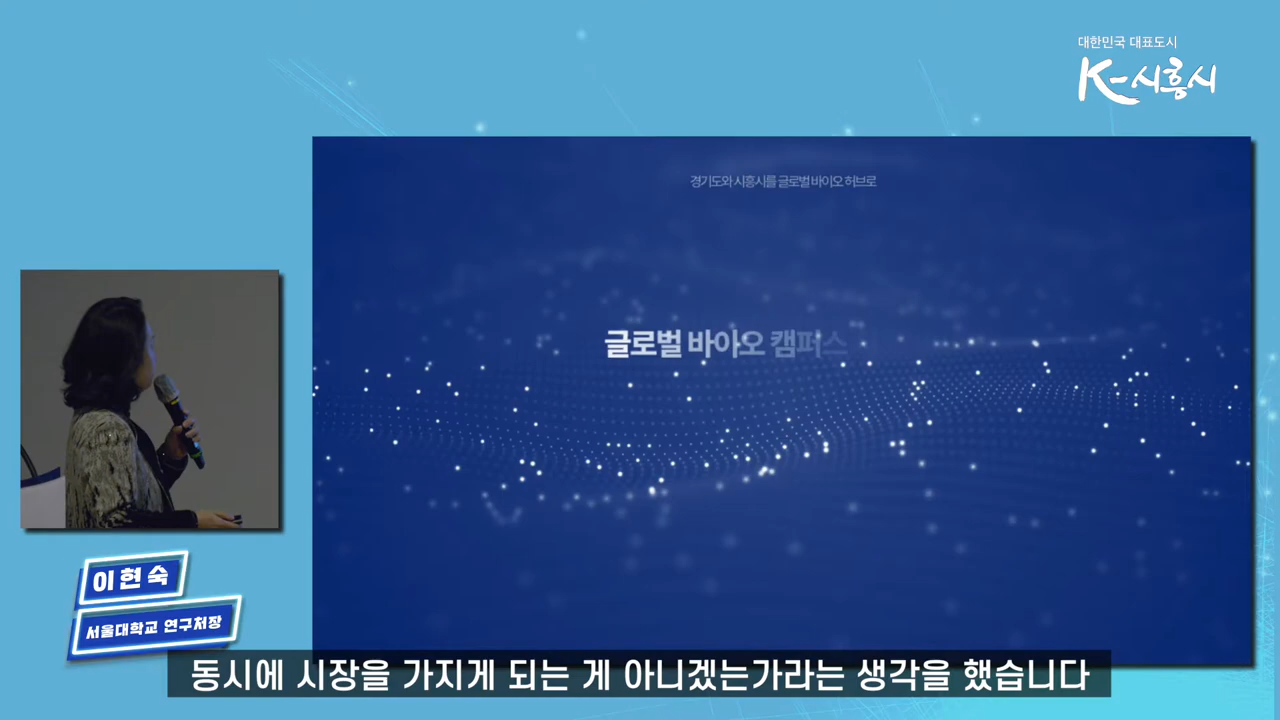 대한민국 대표도시
K-시흥시
경기도와 시흥시를 글로벌 바이오 허브로
글로벌 바이오 캠퍼스
이현숙
서울대학교 연구처장
동시에 시장을 가지게 되는 게 아니겠는가라는 생각을 했습니다